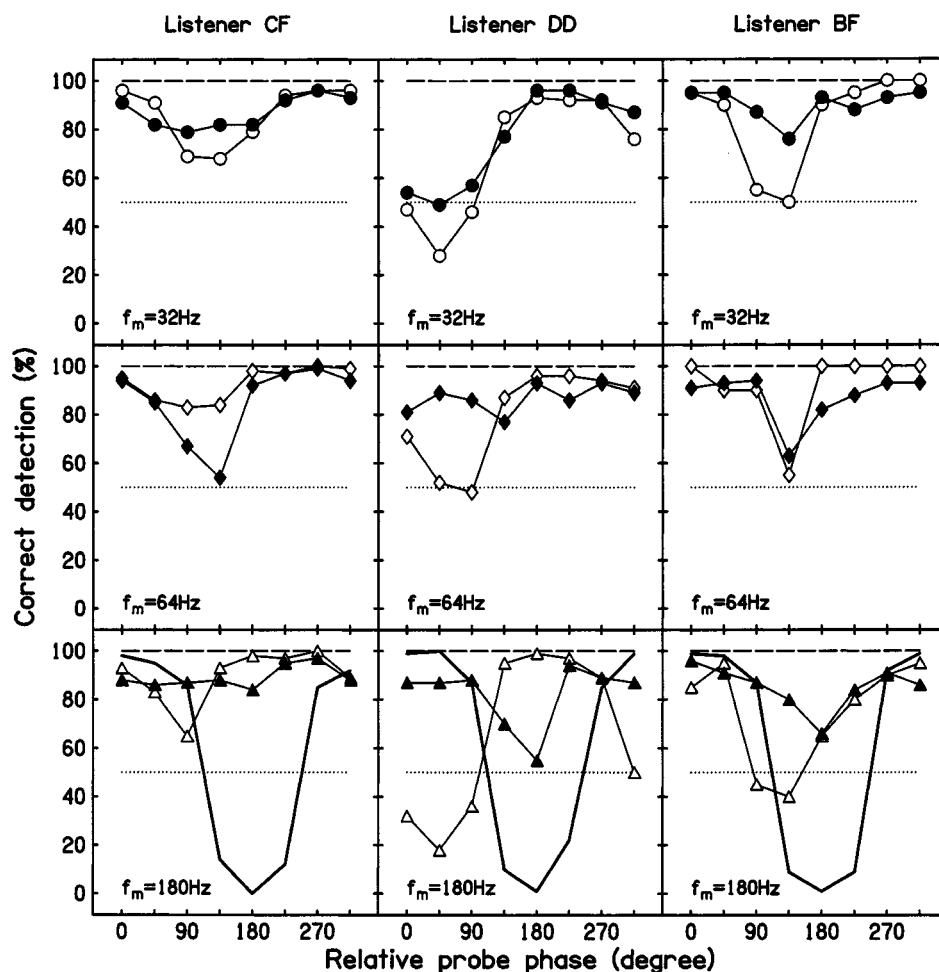 Listener CF Listener DD Listener BF
100
80
60
40
20
0
f_m=32Hz f_m=32Hz f_m=32Hz
100
80
60
40
20
0
f_m=64Hz f_m=64Hz f_m=64Hz
100
80
60
40
20
0
f_m=180Hz f_m=180Hz f_m=180Hz
0 90 180 270 0 90 180 270 0 90 180 270
Relative probe phase (degree)
Correct detection (%)